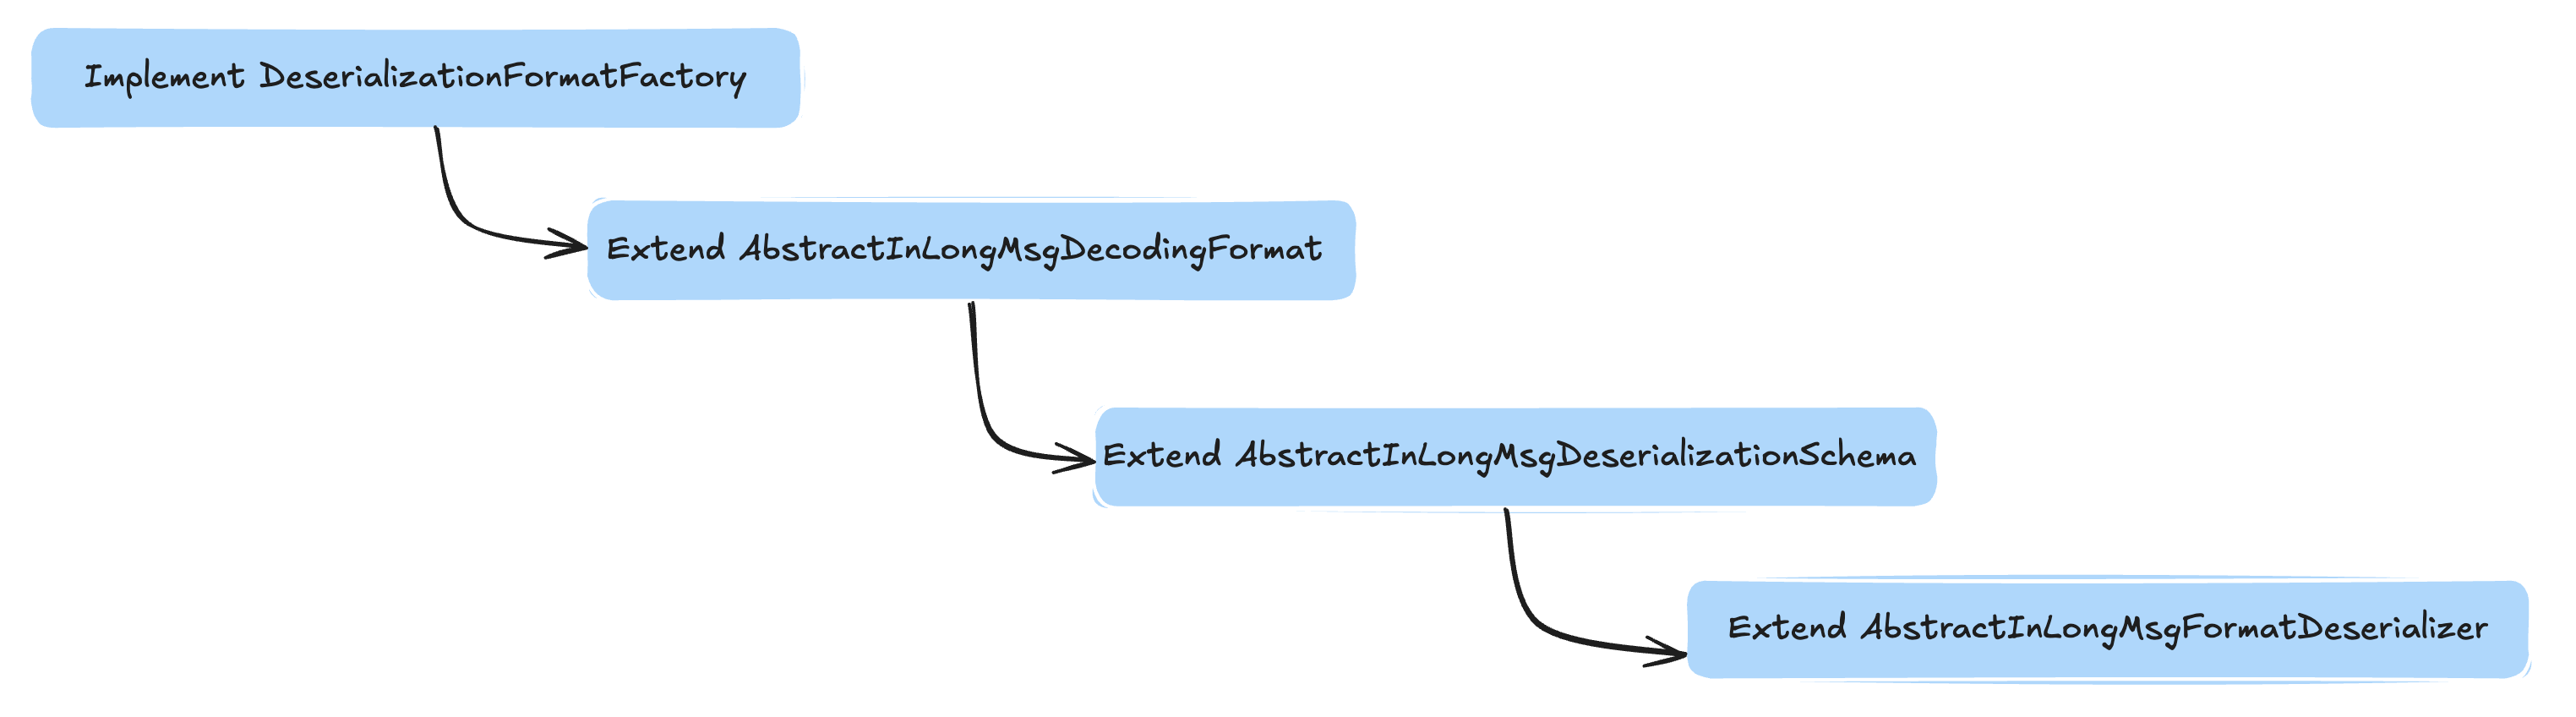 Implement DeserializationFormatFactory
Extend AbstractInLongMsgDecodingFormat
Extend AbstractInLongMsgDeserializationSchema
Extend AbstractInLongMsgFormatDeserializer